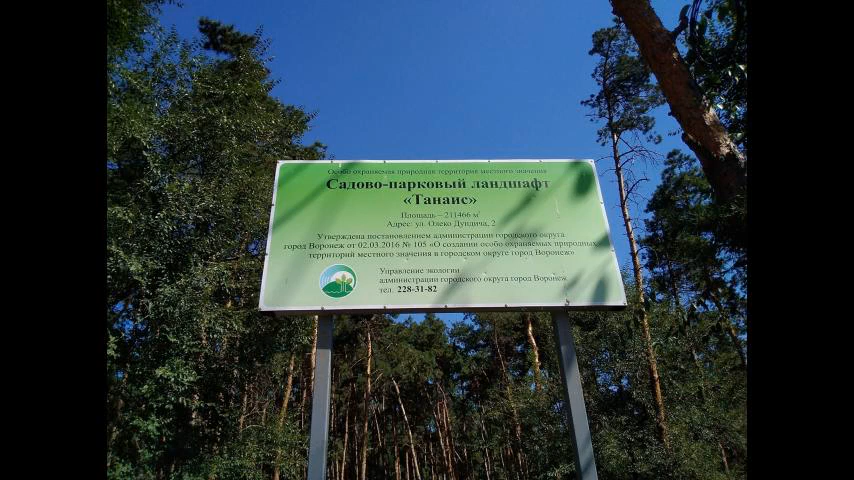 Особо охраняемая природная территория местного значения
Садово-парковый ландшафт
«Танаис»
Площадь – 211466 м²
Адрес: ул. Олеко Дундича, 2
Утверждена постановлением администрации городского округа
город Воронеж от 02.03.2016 № 105 «О создании особо охраняемых природных
территорий местного значения в городском округе город Воронеж»
Управление экологии
администрации городского округа город Воронеж
тел. 228-31-82